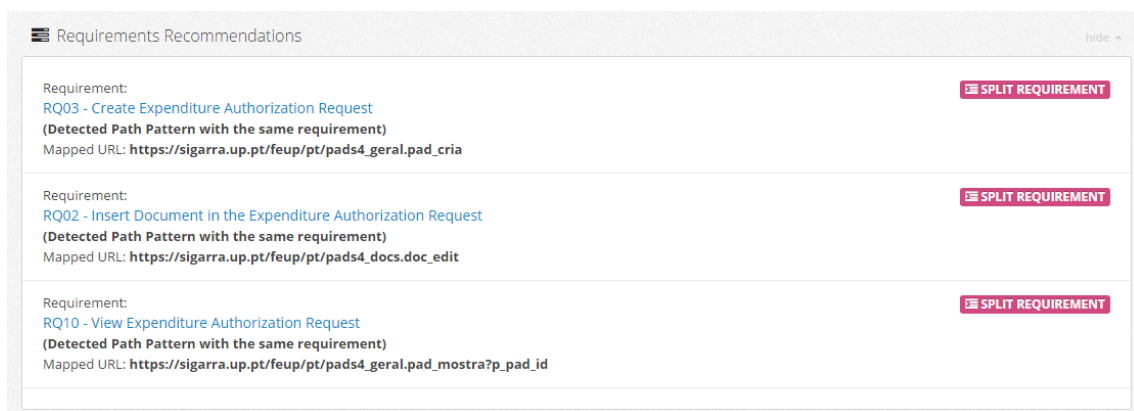 Requirements Recommendations
hide
Requirement:
SPLIT REQUIREMENT
RQ03 - Create Expenditure Authorization Request
(Detected Path Pattern with the same requirement)
Mapped URL: https://sigarra.up.pt/feup/pt/pads4_geral.pad_cria
Requirement:
SPLIT REQUIREMENT
RQ02 - Insert Document in the Expenditure Authorization Request
(Detected Path Pattern with the same requirement)
Mapped URL: https://sigarra.up.pt/feup/pt/pads4_docs.doc_edit
Requirement:
SPLIT REQUIREMENT
RQ10 - View Expenditure Authorization Request
(Detected Path Pattern with the same requirement)
Mapped URL: https://sigarra.up.pt/feup/pt/pads4_geral.pad_mostra?p_pad_id